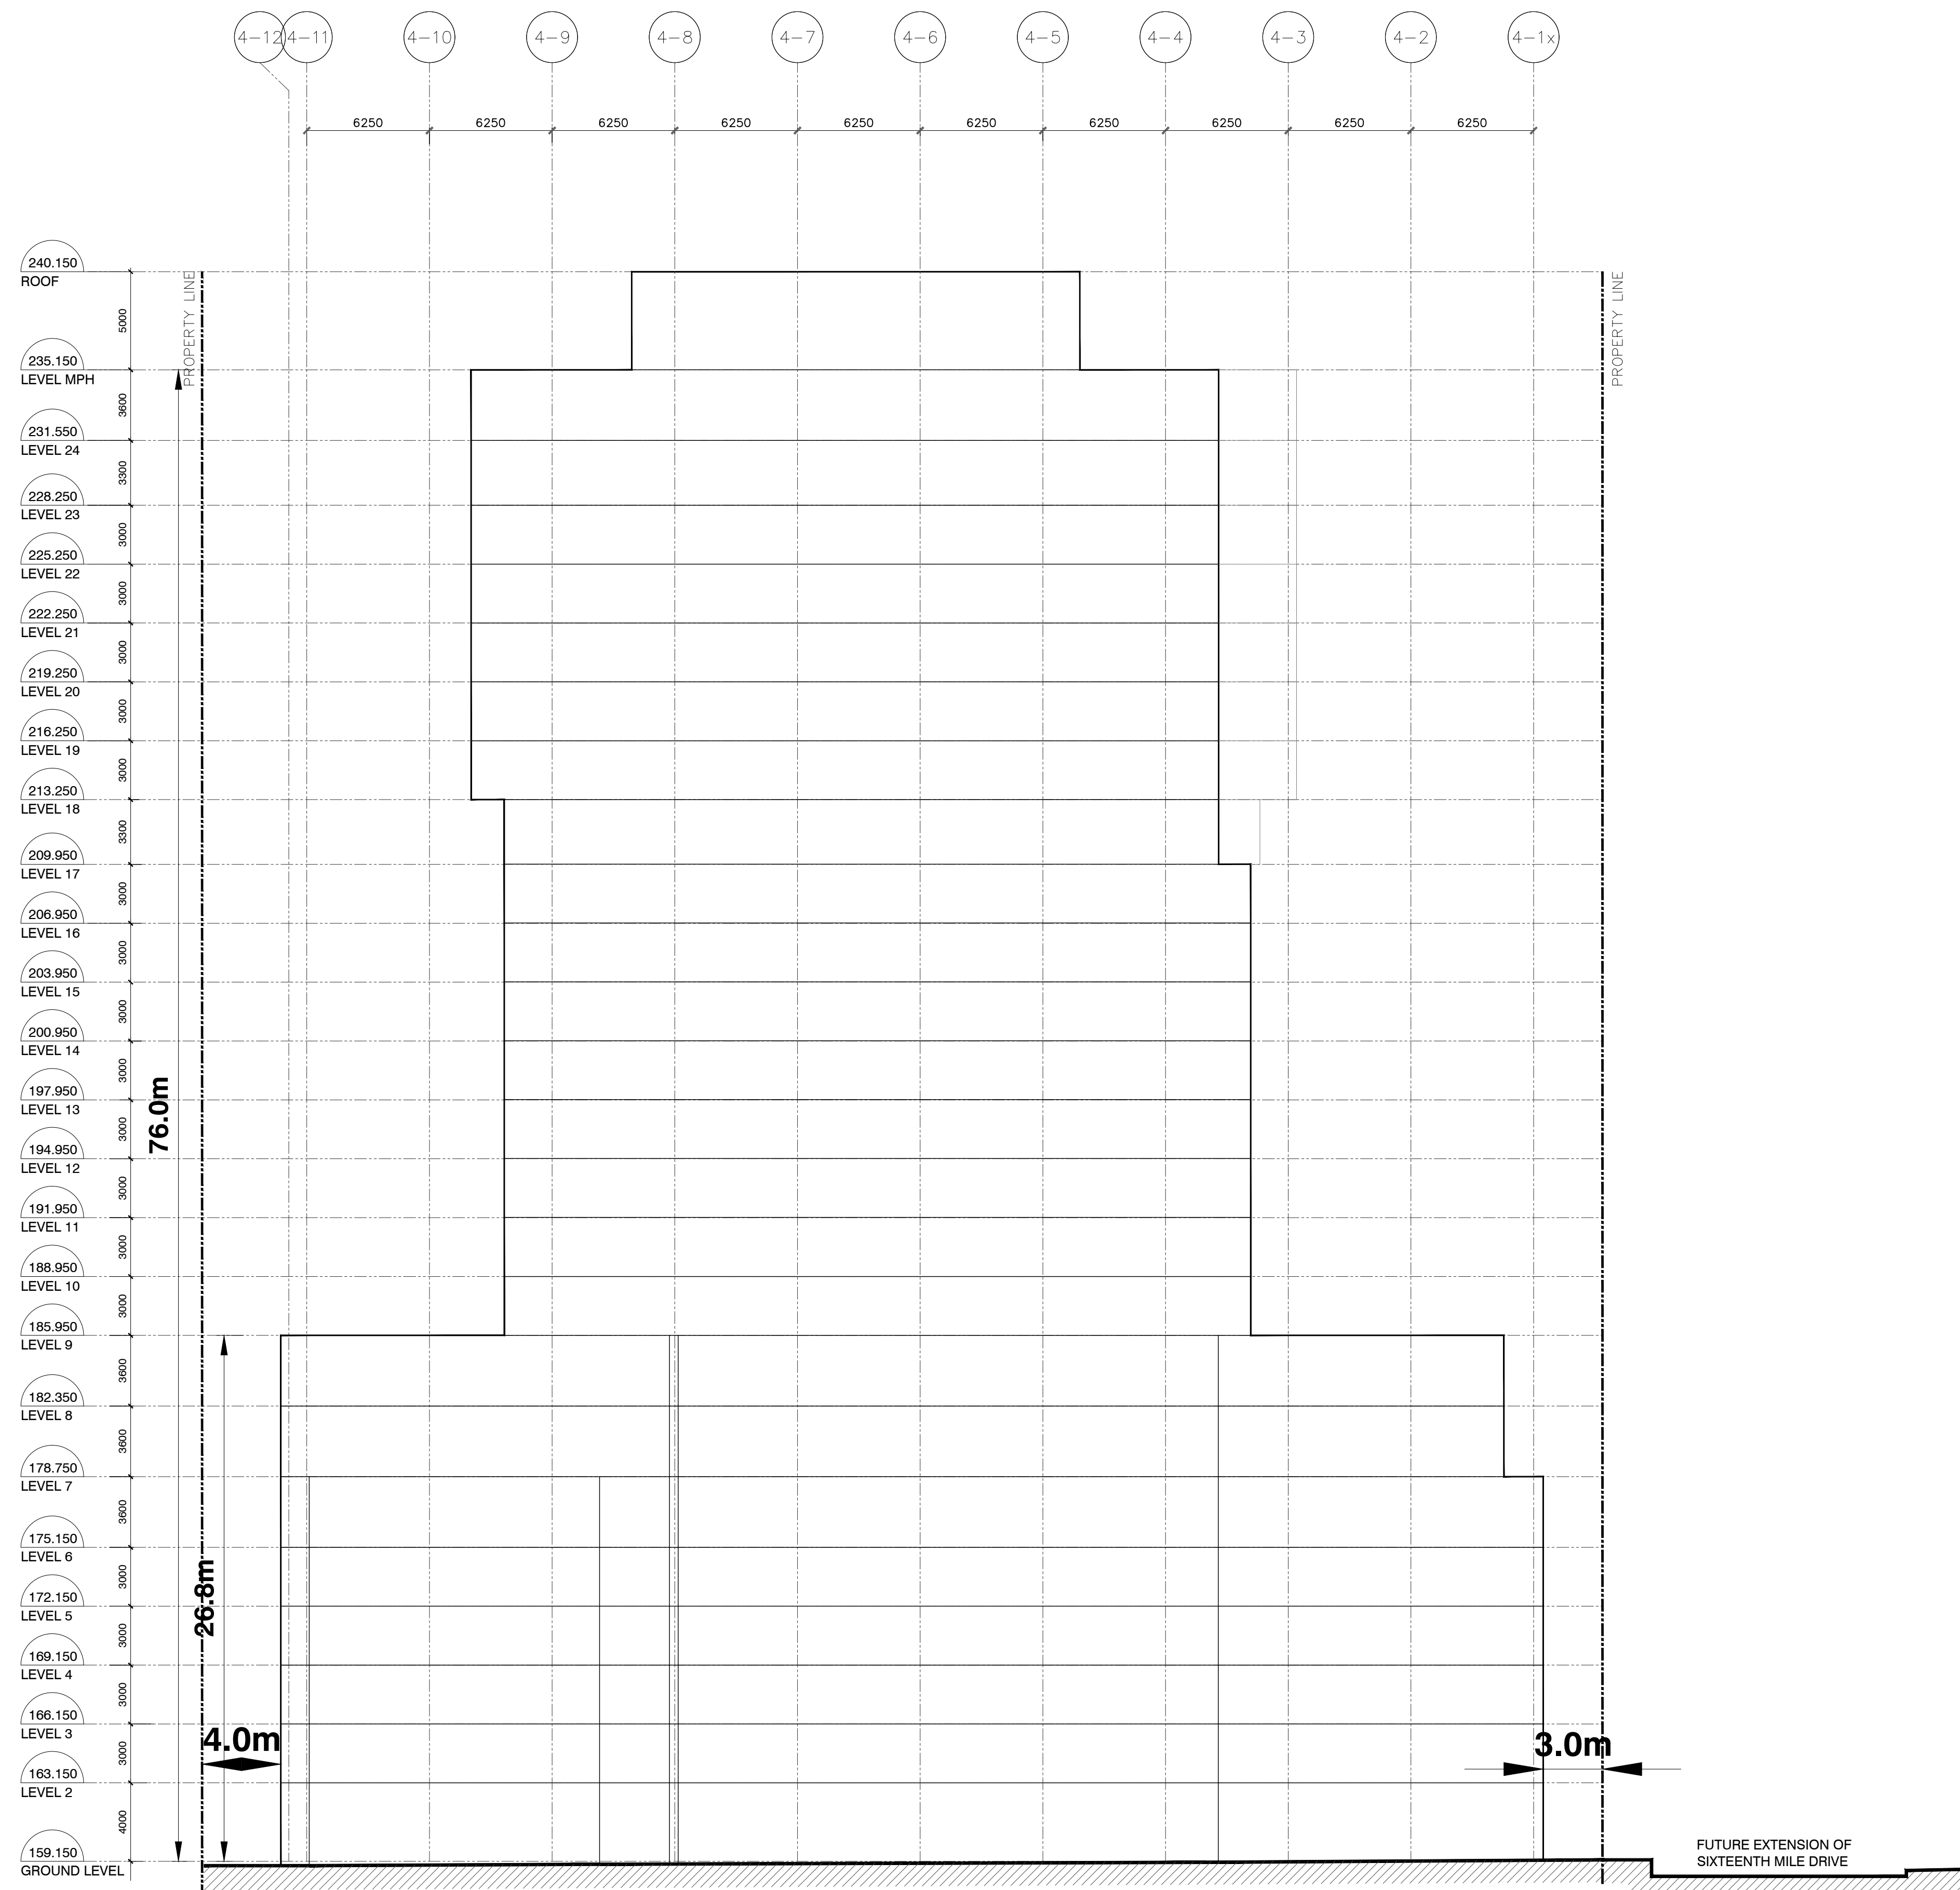 4-12 4-11 4-10 4-9 4-8 4-7 4-6 4-5 4-4 4-3 4-2 4-1x
6250 6250 6250 6250 6250 6250 6250 6250 6250 6250
PROPERTY LINE
PROPERTY LINE
240.150
ROOF
5000
235.150
LEVEL MPH
3600
231.550
LEVEL 24
3300
228.250
LEVEL 23
3000
225.250
LEVEL 22
3000
222.250
LEVEL 21
3000
219.250
LEVEL 20
3000
216.250
LEVEL 19
3000
213.250
LEVEL 18
3300
209.950
LEVEL 17
3000
206.950
LEVEL 16
3000
203.950
LEVEL 15
3000
200.950
LEVEL 14
3000
197.950
LEVEL 13
3000
194.950
LEVEL 12
3000
191.950
LEVEL 11
3000
188.950
LEVEL 10
3000
185.950
LEVEL 9
3600
182.350
LEVEL 8
3600
178.750
LEVEL 7
3600
175.150
LEVEL 6
3000
172.150
LEVEL 5
3000
169.150
LEVEL 4
3000
166.150
LEVEL 3
3000
163.150
LEVEL 2
4000
159.150
GROUND LEVEL
76.0m
26.8m
4.0m
3.0m
FUTURE EXTENSION OF
SIXTEENTH MILE DRIVE